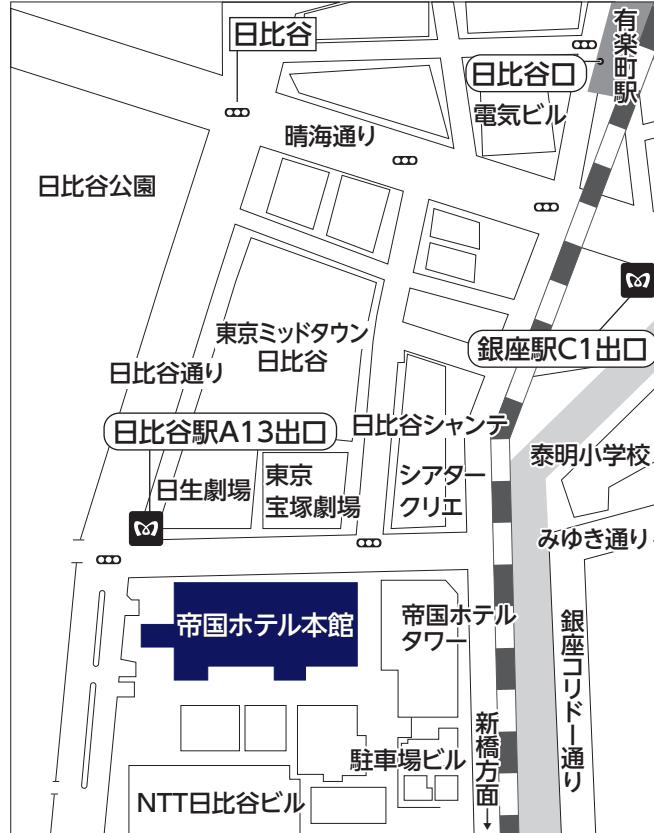 日比谷
有楽町駅
日比谷口
電気ビル
晴海通り
日比谷公園
東京ミッドタウン
日比谷
銀座駅C1出口
日比谷通り
日比谷シャンテ
日比谷駅A13出口
泰明小学校
日生劇場
東京
宝塚劇場
シアター
クリエ
みゆき通り
帝国ホテル本館
帝国ホテル
タワー
銀座コリドー通り
新橋方面→
駐車場ビル
NTT日比谷ビル